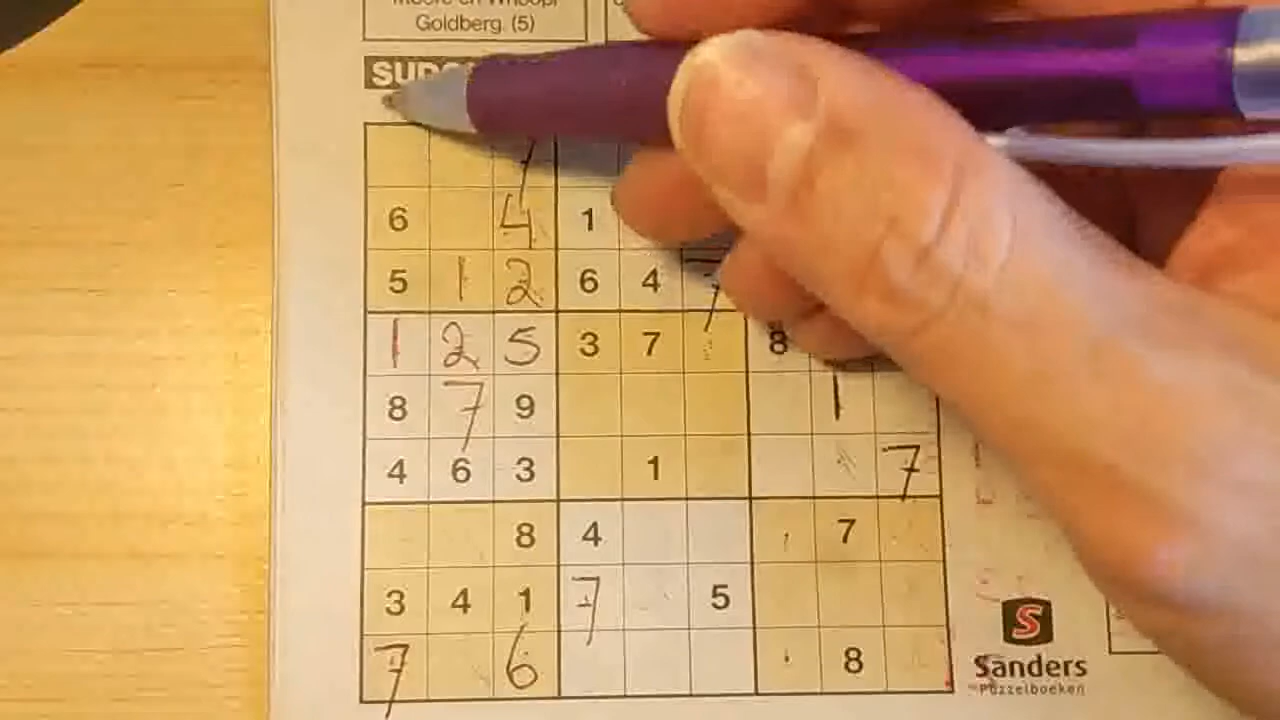 Goldberg. (5)
SUDO
7
6 4 1
5 1 2 6 4 7
1 2 5 3 7 8
8 7 9 1
4 6 3 1 7
8 4 7
3 4 1 7 5
7 6 8
S
Sanders
Puzzelboeken